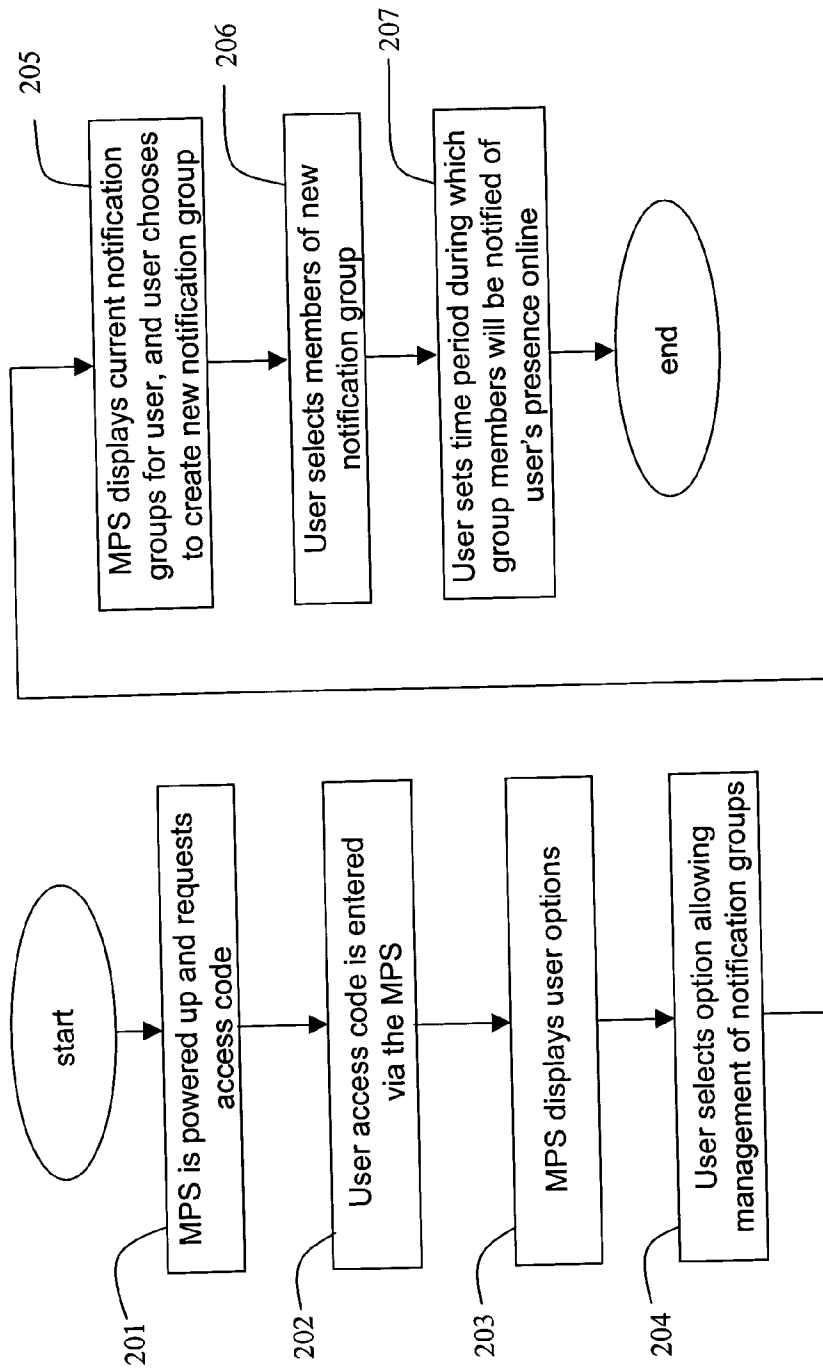 start
201
MPS is powered up and requests
access code
202
User access code is entered
via the MPS
203
MPS displays user options
204
User selects option allowing
management of notification groups
205
MPS displays current notification
groups for user, and user chooses
to create new notification group
206
User selects members of new
notification group
207
User sets time period during which
group members will be notified of
user's presence online
end